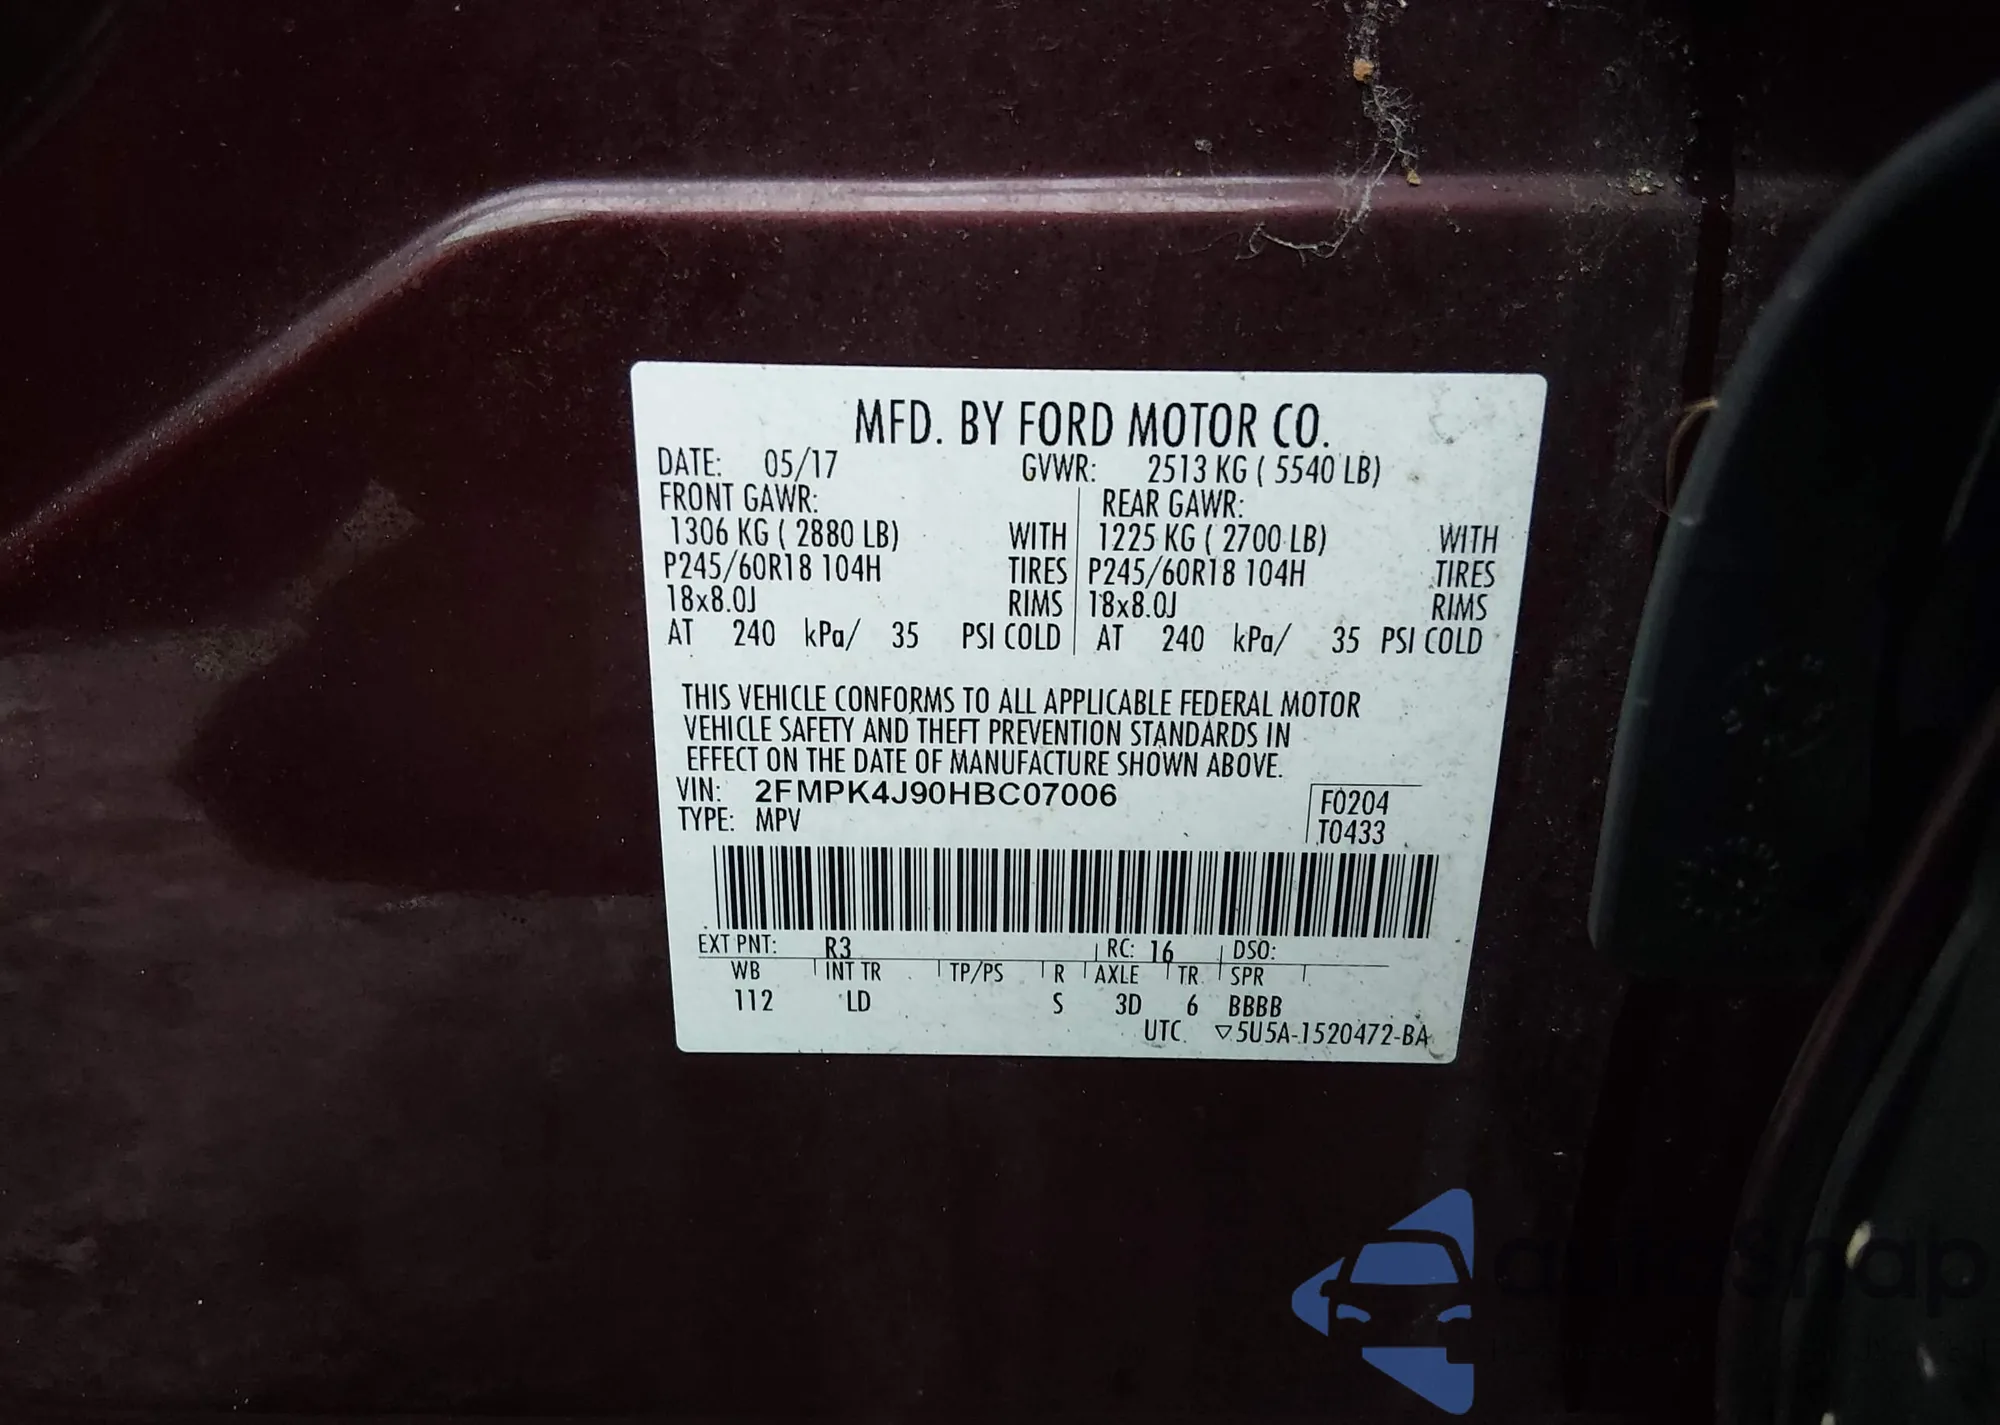 MFD. BY FORD MOTOR CO.
DATE: 05/17 GVWR: 2513 KG ( 5540 LB)
FRONT GAWR: REAR GAWR:
1306 KG ( 2880 LB) WITH 1225 KG ( 2700 LB) WITH
P245/60R18 104H TIRES P245/60R18 104H TIRES
18x8.0J RIMS 18x8.0J RIMS
AT 240 kPa/ 35 PSI COLD AT 240 kPa/ 35 PSI COLD
THIS VEHICLE CONFORMS TO ALL APPLICABLE FEDERAL MOTOR
VEHICLE SAFETY AND THEFT PREVENTION STANDARDS IN
EFFECT ON THE DATE OF MANUFACTURE SHOWN ABOVE.
VIN: 2FMPK4J90HBC07006 F0204
TYPE: MPV T0433
EXT PNT: R3 RC: 16 DSO:
WB INT TR TP/PS R AXLE TR SPR
112 LD S 3D 6 BBBB
UTC ▽5U5A-1520472-BA
autosnap